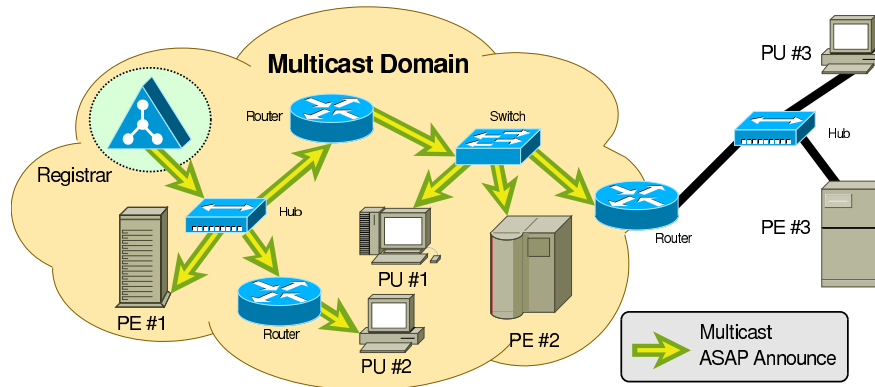 Multicast Domain
PU #3
Router
Switch
Hub
Registrar
Hub
PE #3
Router
PU #1
PE #1
Router
PU #2
PE #2
Multicast
ASAP Announce